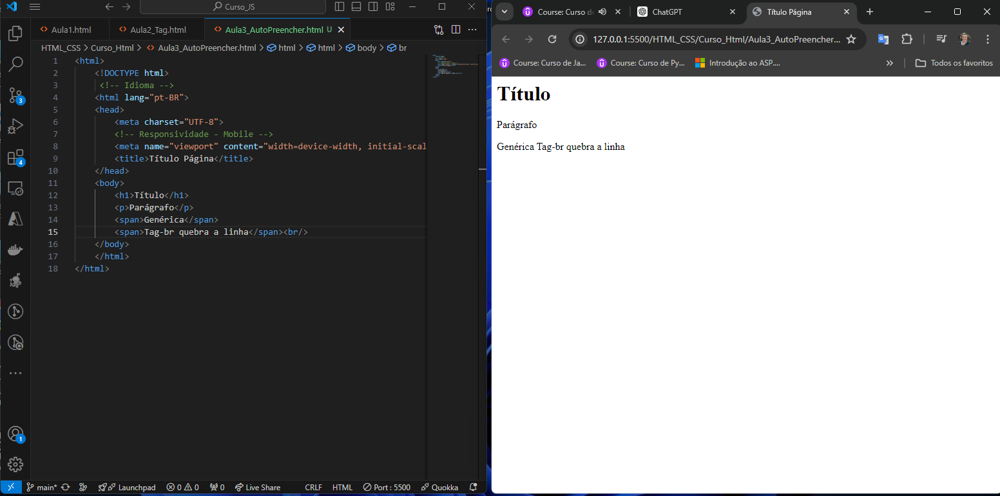 Curso_JS
Aula1.html
Aula2_Tag.html
Aula3_AutoPreencher.html U
HTML_CSS > Curso_Html > Aula3_AutoPreencher.html > html > html > body > br
1 <html>
2 <!DOCTYPE html>
3 <!-- Idioma -->
4 <html lang="pt-BR">
5 <head>
6 <meta charset="UTF-8">
7 <!-- Responsividade - Mobile -->
8 <meta name="viewport" content="width=device-width, initial-scal
9 <title>Título Página</title>
10 </head>
11 <body>
12 <h1>Título</h1>
13 <p>Parágrafo</p>
14 <span>Genérica</span>
15 <span>Tag-br quebra a linha</span><br/>
16 </body>
17 </html>
18 </html>
3
4
1
main* Launchpad 0 0 0 Live Share CRLF HTML Port : 5500 Quokka
Course: Curso de
ChatGPT
Título Página
127.0.0.1:5500/HTML_CSS/Curso_Html/Aula3_AutoPreencher...
Course: Curso de Ja...
Course: Curso de Py...
Introdução ao ASP....
Todos os favoritos
Título
Parágrafo
Genérica Tag-br quebra a linha